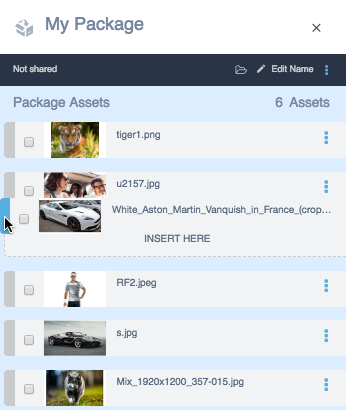 My Package
Not shared
Edit Name
Package Assets
6 Assets
tiger1.png
u2157.jpg
White_Aston_Martin_Vanquish_in_France_(crop...
INSERT HERE
RF2.jpeg
s.jpg
Mix_1920x1200_357-015.jpg